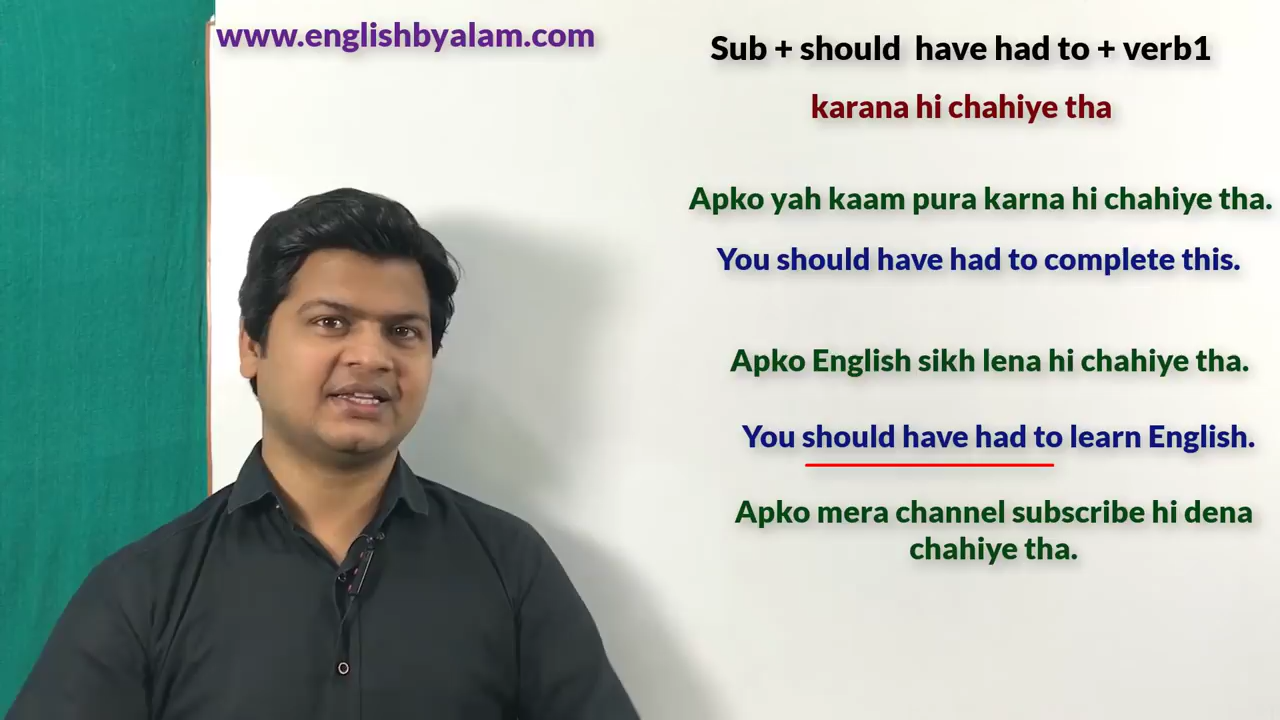 www.englishbyalam.com
Sub + should have had to + verb1
karana hi chahiye tha
Apko yah kaam pura karna hi chahiye tha.
You should have had to complete this.
Apko English sikh lena hi chahiye tha.
You should have had to learn English.
Apko mera channel subscribe hi dena
chahiye tha.